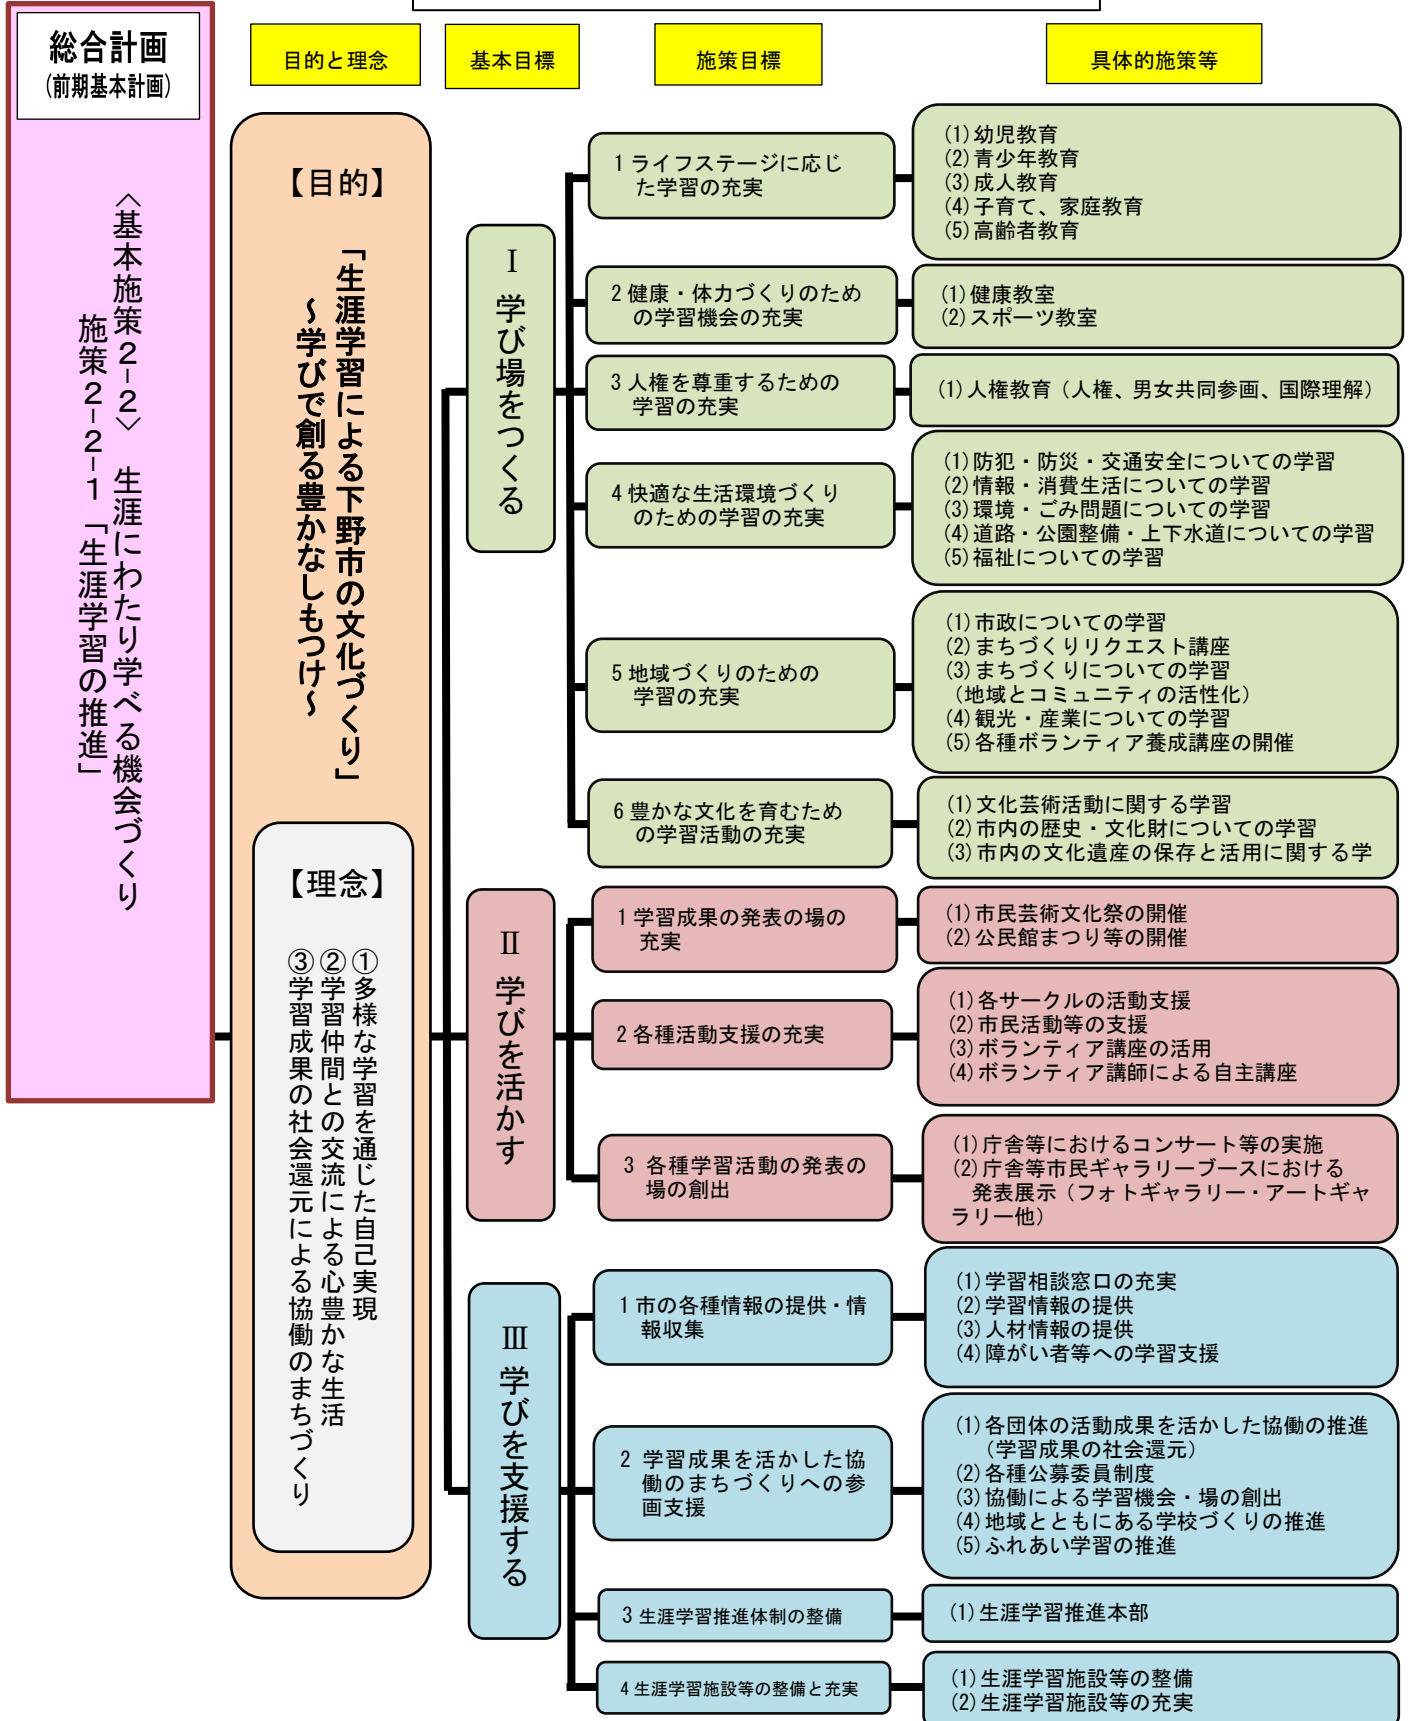 総合計画
(前期基本計画)
〈基本施策2-2〉 生涯にわたり学べる機会づくり
施策2-2-1「生涯学習の推進」
目的と理念
基本目標
施策目標
具体的施策等
【目的】
「生涯学習による下野市の文化づくり」
～学びで創る豊かなしもつけ～
【理念】
①多様な学習を通じた自己実現
②学習仲間との交流による心豊かな生活
③学習成果の社会還元による協働のまちづくり
Ⅰ 学び場をつくる
1 ライフステージに応じ
た学習の充実
(1)幼児教育
(2)青少年教育
(3)成人教育
(4)子育て、家庭教育
(5)高齢者教育
2 健康・体力づくりのため
の学習機会の充実
(1)健康教室
(2)スポーツ教室
3 人権を尊重するための
学習の充実
(1)人権教育（人権、男女共同参画、国際理解）
4 快適な生活環境づくり
のための学習の充実
(1)防犯・防災・交通安全についての学習
(2)情報・消費生活についての学習
(3)環境・ごみ問題についての学習
(4)道路・公園整備・上下水道についての学習
(5)福祉についての学習
5 地域づくりのための
学習の充実
(1)市政についての学習
(2)まちづくりリクエスト講座
(3)まちづくりについての学習
（地域とコミュニティの活性化）
(4)観光・産業についての学習
(5)各種ボランティア養成講座の開催
6 豊かな文化を育むため
の学習活動の充実
(1)文化芸術活動に関する学習
(2)市内の歴史・文化財についての学習
(3)市内の文化遺産の保存と活用に関する学
Ⅱ 学びを活かす
1 学習成果の発表の場の
充実
(1)市民芸術文化祭の開催
(2)公民館まつり等の開催
2 各種活動支援の充実
(1)各サークルの活動支援
(2)市民活動等の支援
(3)ボランティア講座の活用
(4)ボランティア講師による自主講座
3 各種学習活動の発表の
場の創出
(1)庁舎等におけるコンサート等の実施
(2)庁舎等市民ギャラリーブースにおける
発表展示（フォトギャラリー・アートギャ
ラリー他）
Ⅲ 学びを支援する
1 市の各種情報の提供・情
報収集
(1)学習相談窓口の充実
(2)学習情報の提供
(3)人材情報の提供
(4)障がい者等への学習支援
2 学習成果を活かした協
働のまちづくりへの参
画支援
(1)各団体の活動成果を活かした協働の推進
（学習成果の社会還元）
(2)各種公募委員制度
(3)協働による学習機会・場の創出
(4)地域とともにある学校づくりの推進
(5)ふれあい学習の推進
3 生涯学習推進体制の整備
(1)生涯学習推進本部
4 生涯学習施設等の整備と充実
(1)生涯学習施設等の整備
(2)生涯学習施設等の充実